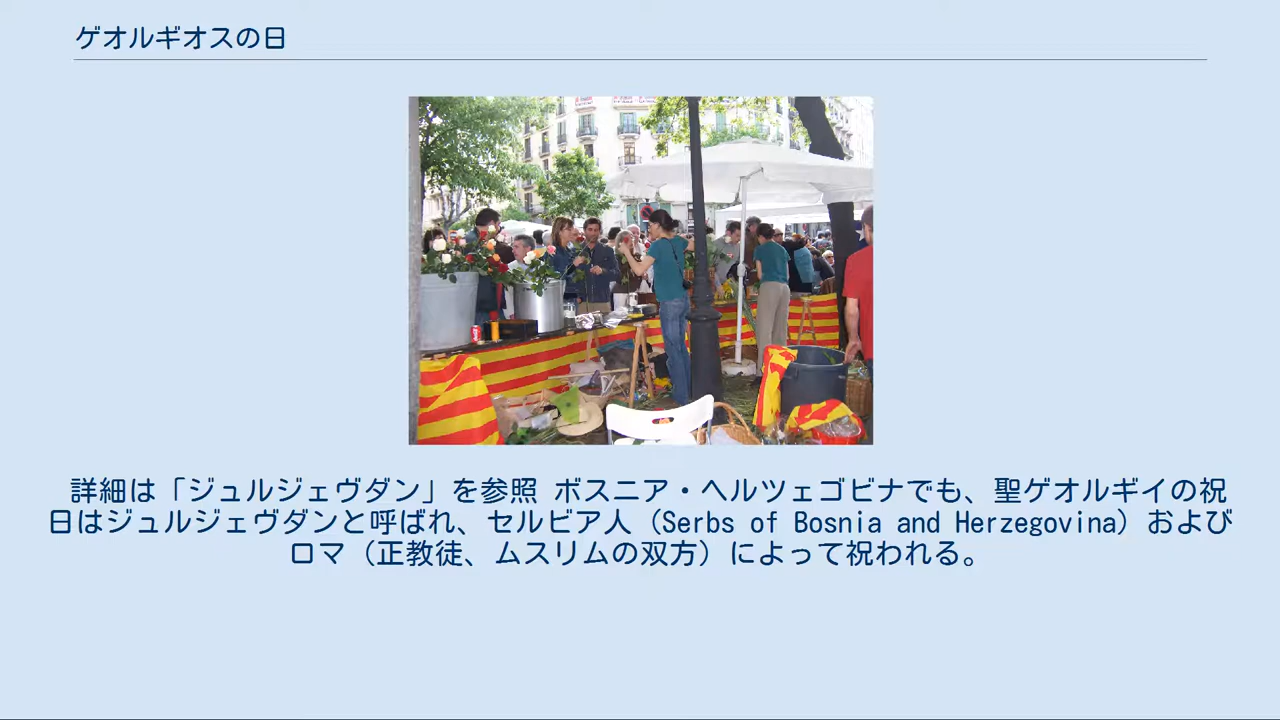 ゲオルギオスの日
詳細は「ジュルジェヴダン」を参照 ボスニア・ヘルツェゴビナでも、聖ゲオルギイの祝
日はジュルジェヴダンと呼ばれ、セルビア人（Serbs of Bosnia and Herzegovina）および
ロマ（正教徒、ムスリムの双方）によって祝われる。